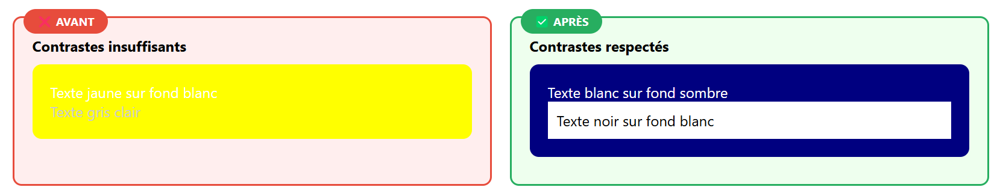 ❌ AVANT
Contrastes insuffisants
Texte jaune sur fond blanc
Texte gris clair
✅ APRÈS
Contrastes respectés
Texte blanc sur fond sombre
Texte noir sur fond blanc